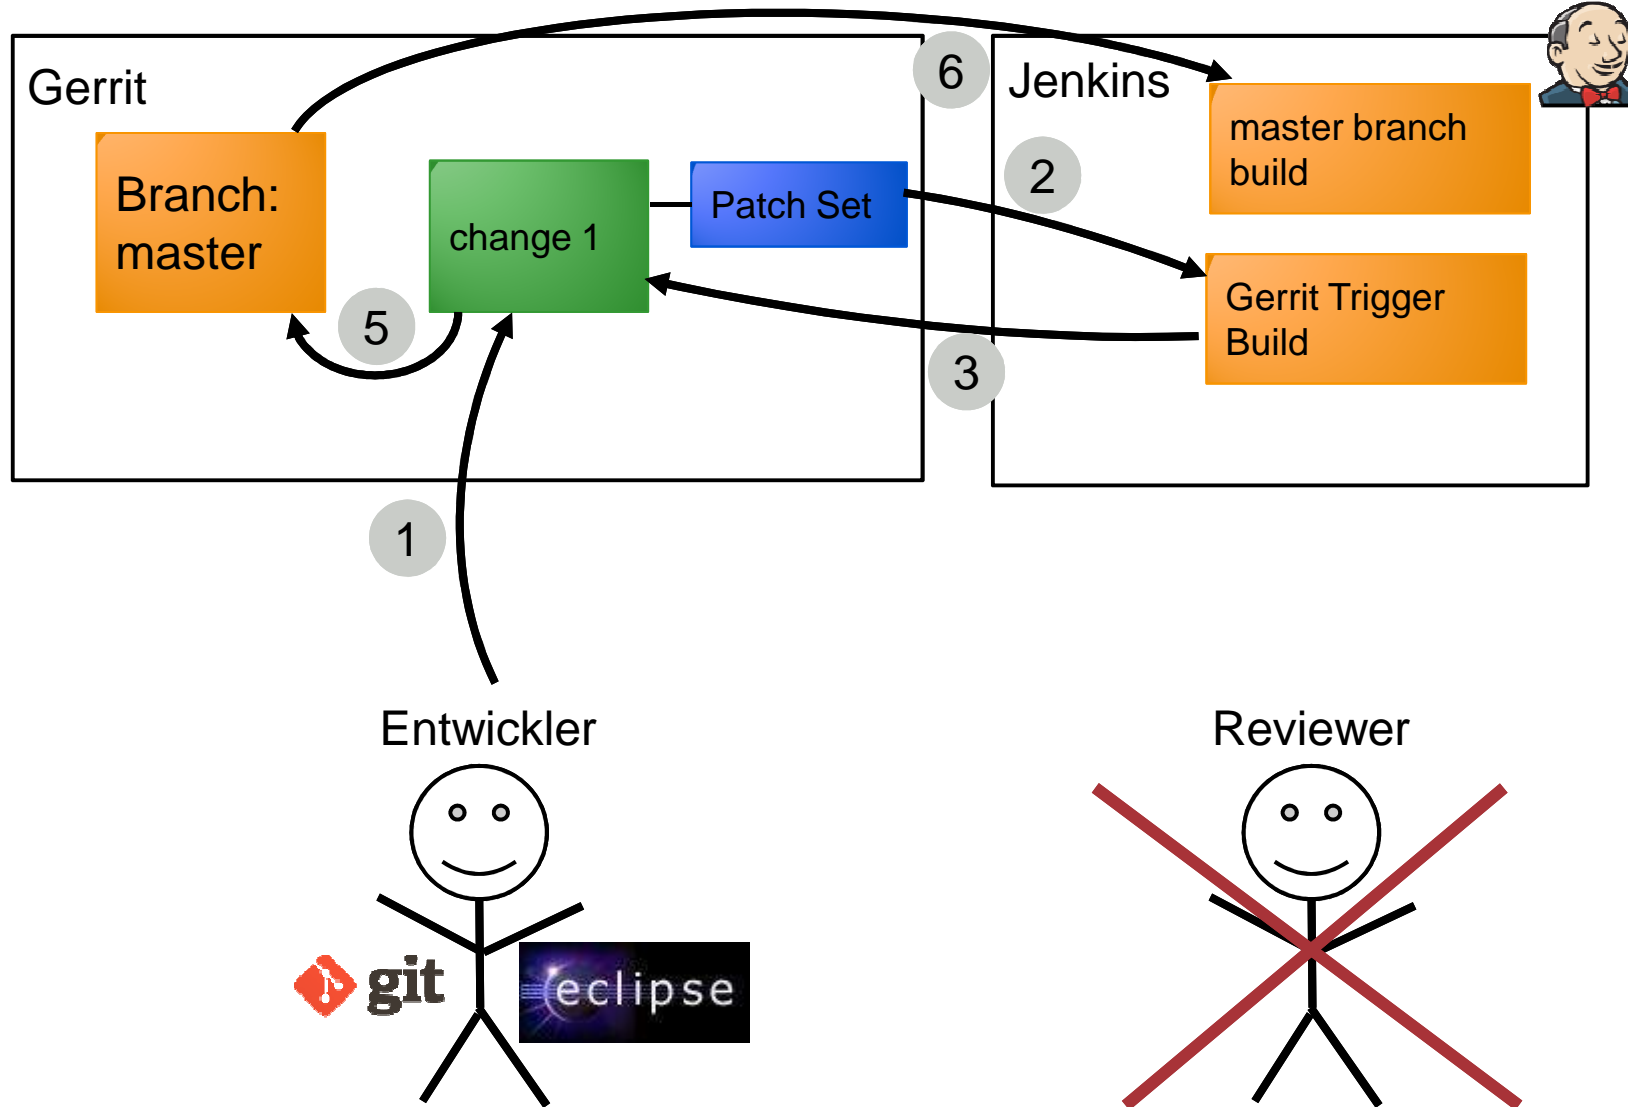 Gerrit
Branch:
master
change 1
Patch Set
5
6
Jenkins
2
master branch
build
Gerrit Trigger
Build
3
1
Entwickler
git
eclipse
Reviewer